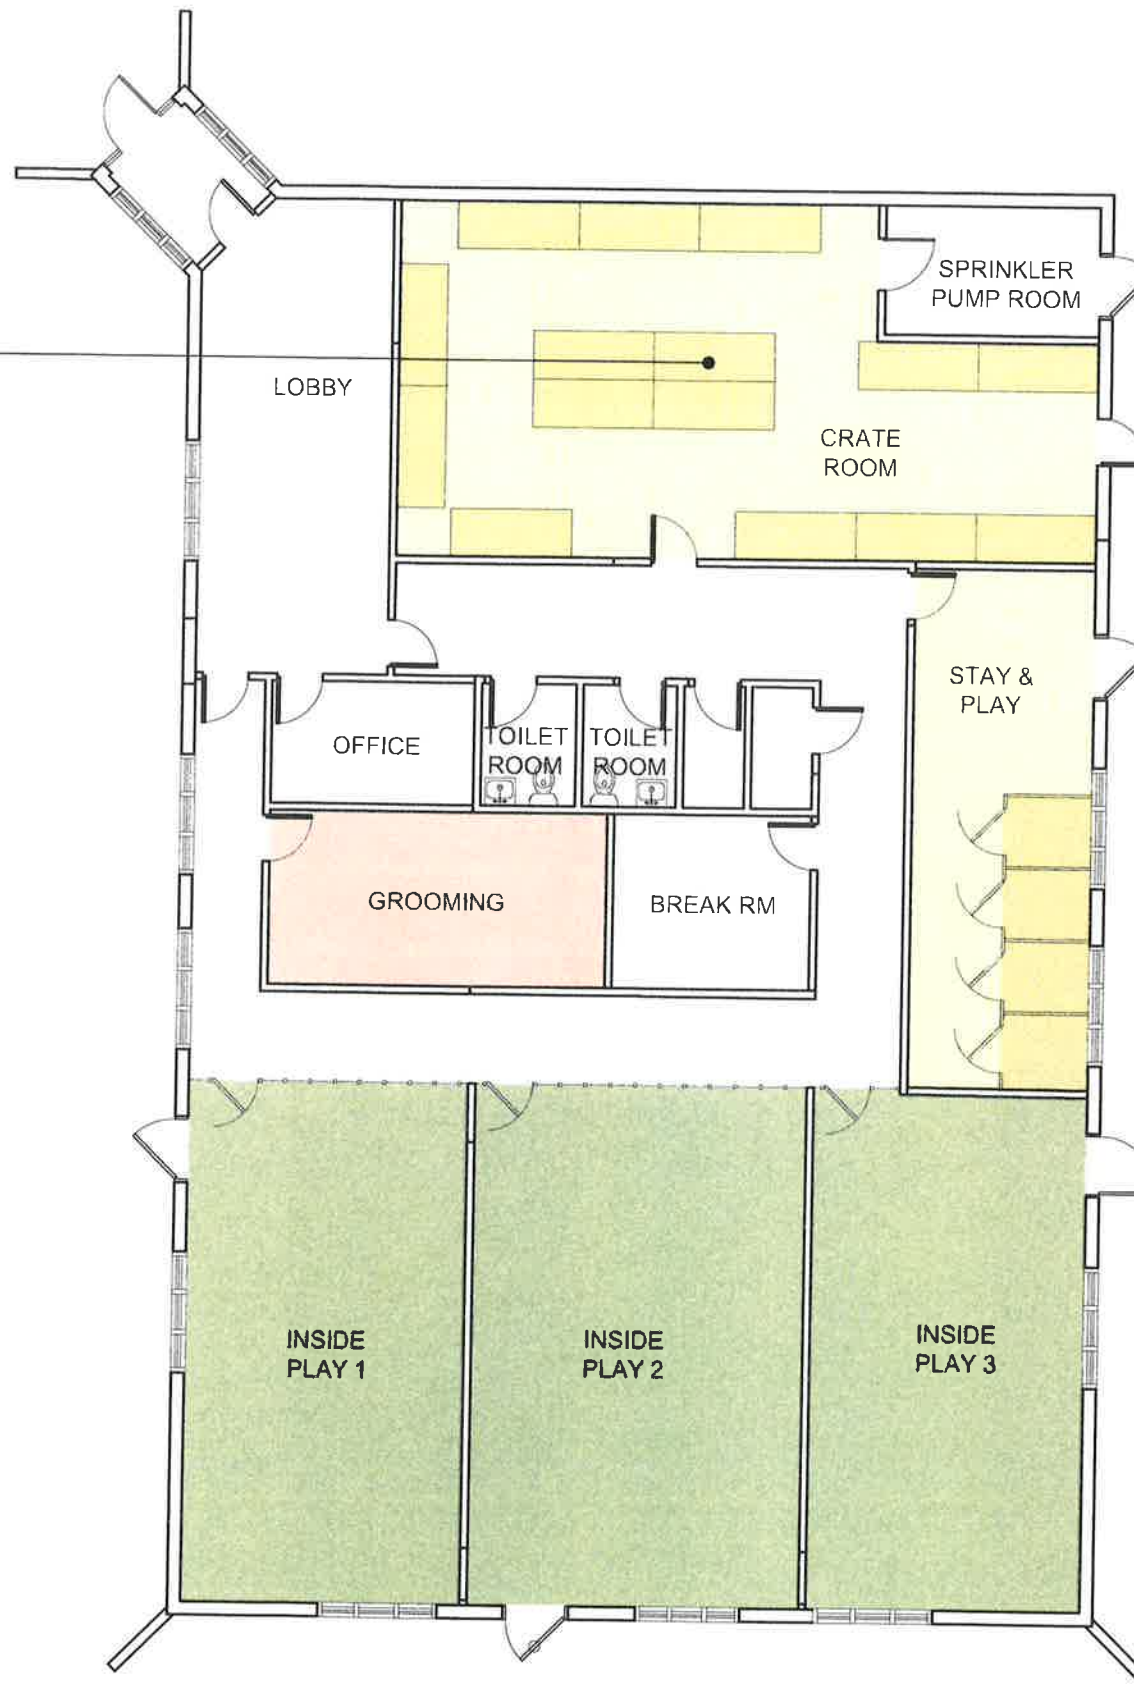 SPRINKLER
PUMP ROOM
LOBBY
CRATE
ROOM
STAY &
PLAY
OFFICE
TOILET
ROOM
TOILET
ROOM
GROOMING
BREAK RM
INSIDE
PLAY 1
INSIDE
PLAY 2
INSIDE
PLAY 3